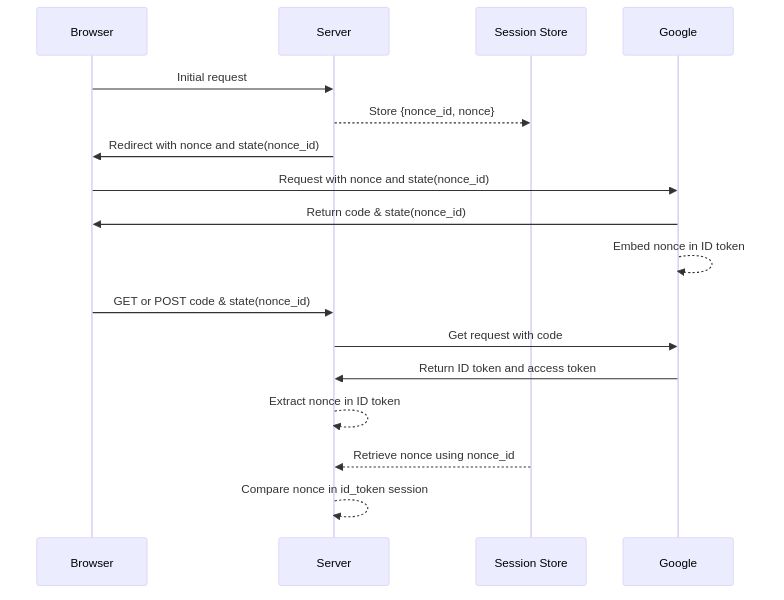 Browser
Server
Session Store
Google
Initial request
Store {nonce_id, nonce}
Redirect with nonce and state(nonce_id)
Request with nonce and state(nonce_id)
Return code & state(nonce_id)
Embed nonce in ID token
GET or POST code & state(nonce_id)
Get request with code
Return ID token and access token
Extract nonce in ID token
Retrieve nonce using nonce_id
Compare nonce in id_token session
Browser
Server
Session Store
Google